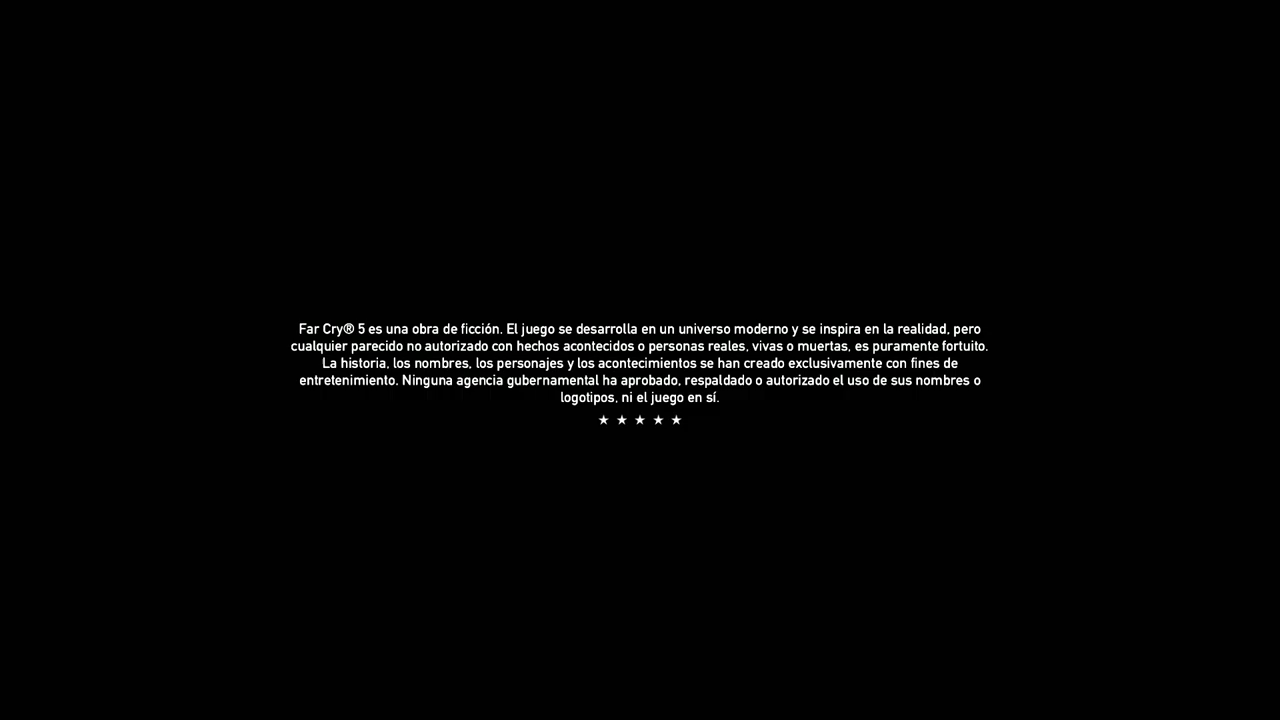 Far Cry® 5 es una obra de ficción. El juego se desarrolla en un universo moderno y se inspira en la realidad, pero
cualquier parecido no autorizado con hechos acontecidos o personas reales, vivas o muertas, es puramente fortuito.
La historia, los nombres, los personajes y los acontecimientos se han creado exclusivamente con fines de
entretenimiento. Ninguna agencia gubernamental ha aprobado, respaldado o autorizado el uso de sus nombres o
logotipos, ni el juego en sí.
★ ★ ★ ★ ★